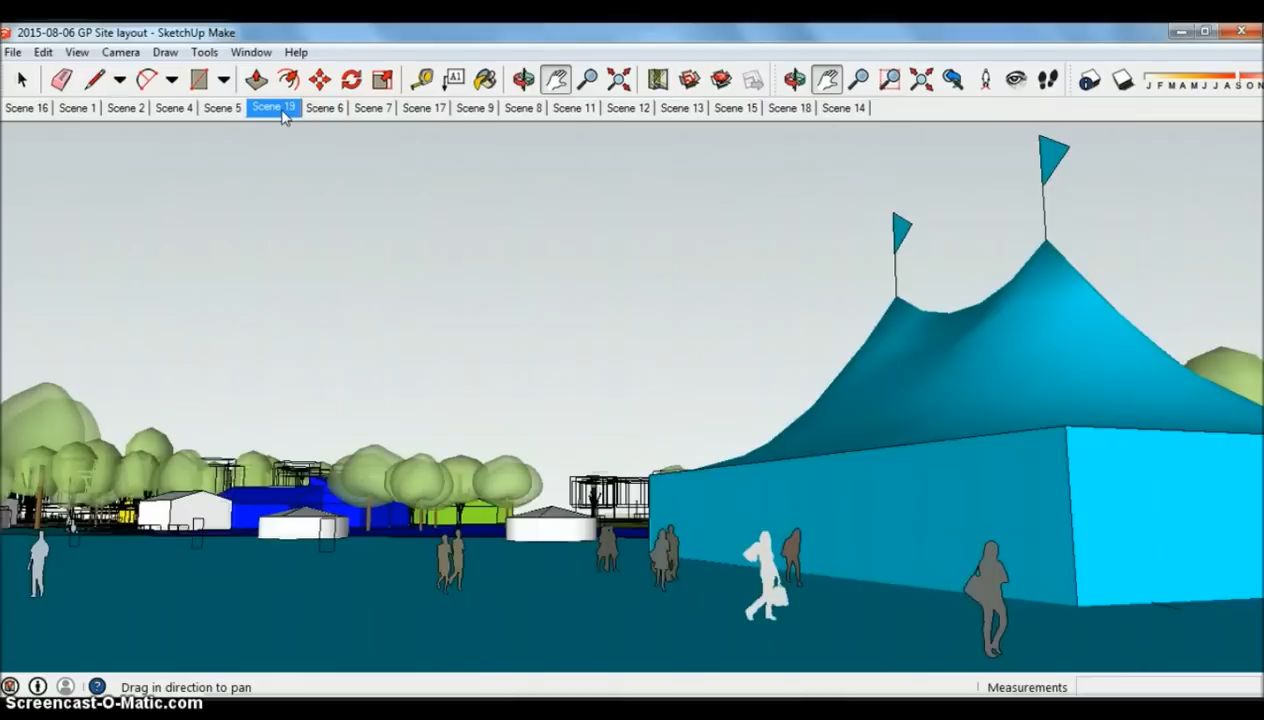 2015-08-06 GP Site layout - SketchUp Make
File Edit View Camera Draw Tools Window Help
A1
J F M A M J J A S O N
Scene 16 Scene 1 Scene 2 Scene 4 Scene 5 Scene 19 Scene 6 Scene 7 Scene 17 Scene 9 Scene 8 Scene 11 Scene 12 Scene 13 Scene 15 Scene 18 Scene 14
? Drag in direction to pan Measurements
Screencast-O-Matic.com